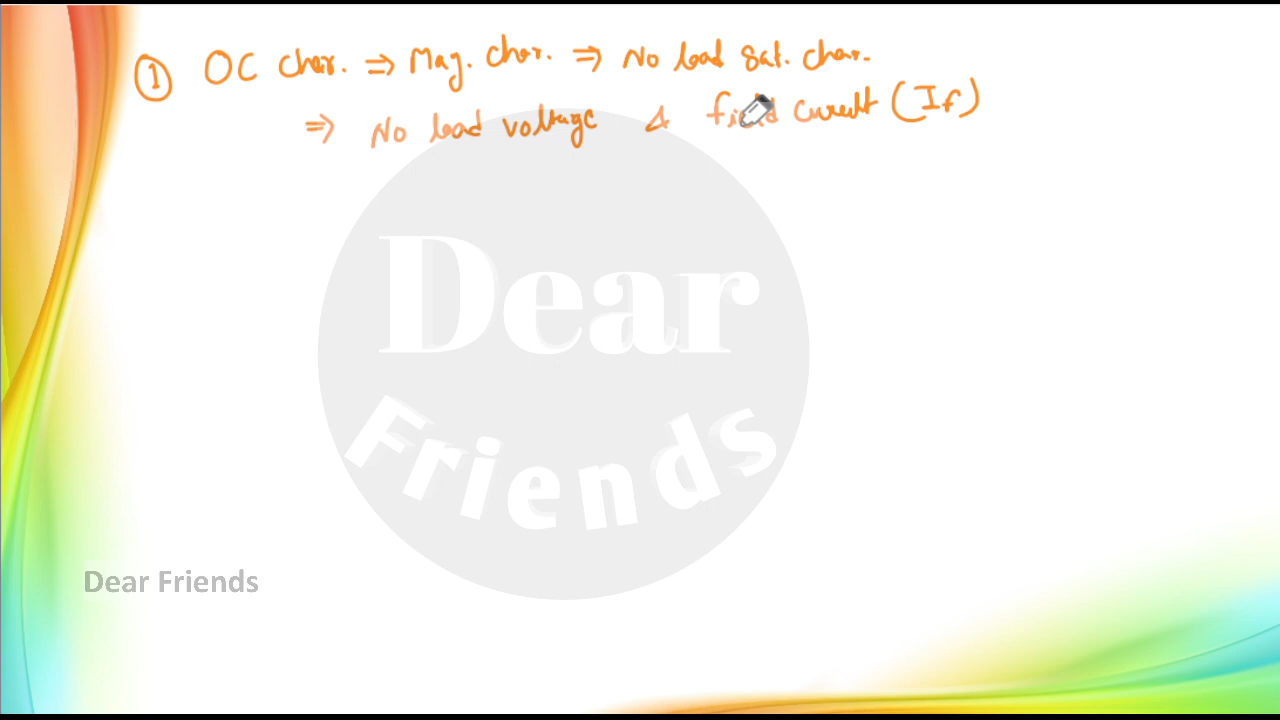 ① OC char. ⇒ Mag. char. ⇒ No load sat. char.
⇒ No load voltage & field current (If)
Dear
Friends
Dear Friends